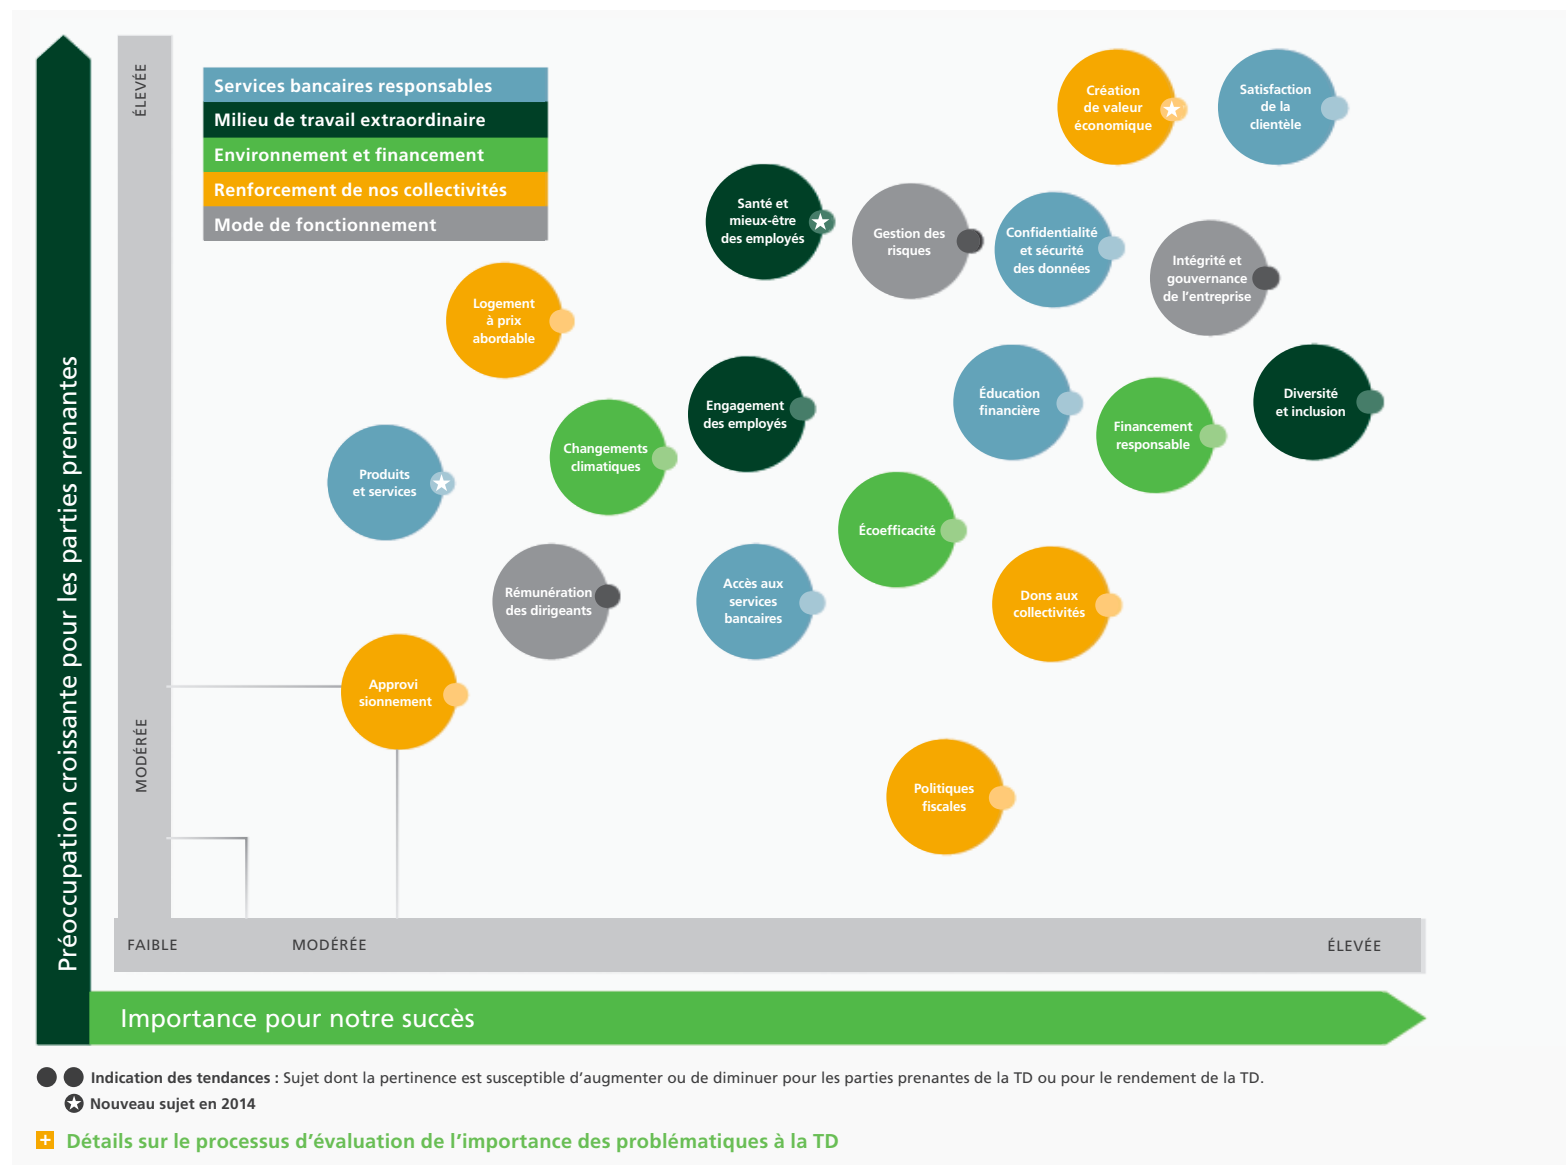 Préoccupation croissante pour les parties prenantes
ÉLEVÉE
MODÉRÉE
Services bancaires responsables
Milieu de travail extraordinaire
Environnement et financement
Renforcement de nos collectivités
Mode de fonctionnement
Création
de valeur
économique
Satisfaction
de la
clientèle
Santé et
mieux-être
des employés
Gestion des
risques
Confidentialité
et sécurité
des données
Intégrité et
gouvernance
de l’entreprise
Logement
à prix
abordable
Engagement
des employés
Éducation
financière
Financement
responsable
Diversité
et inclusion
Changements
climatiques
Produits
et services
Écoefficacité
Rémunération
des dirigeants
Accès aux
services
bancaires
Dons aux
collectivités
Approvi
sionnement
Politiques
fiscales
FAIBLE
MODÉRÉE
ÉLEVÉE
Importance pour notre succès
Indication des tendances : Sujet dont la pertinence est susceptible d’augmenter ou de diminuer pour les parties prenantes de la TD ou pour le rendement de la TD.
Nouveau sujet en 2014
Détails sur le processus d’évaluation de l’importance des problématiques à la TD